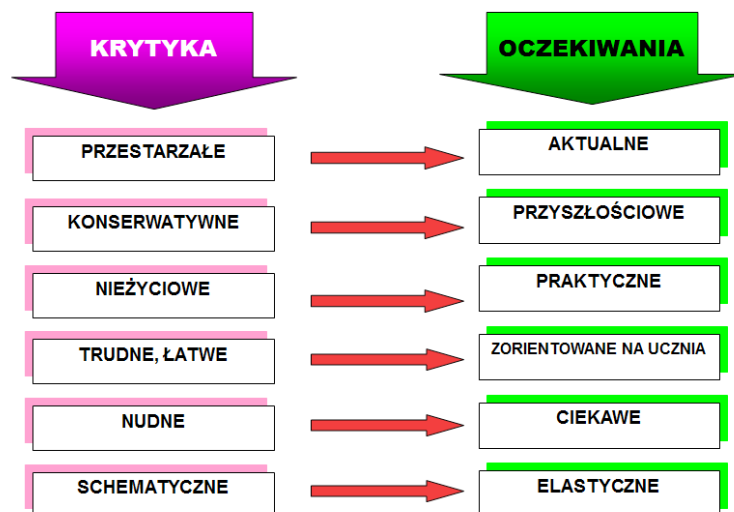 KRYTYKA
OCZEKIWANIA
PRZESTARZAŁE
AKTUALNE
KONSERWATYWNE
PRZYSZŁOŚCIOWE
NIEŻYCIOWE
PRAKTYCZNE
TRUDNE, ŁATWE
ZORIENTOWANE NA UCZNIA
NUDNE
CIEKAWE
SCHEMATYCZNE
ELASTYCZNE